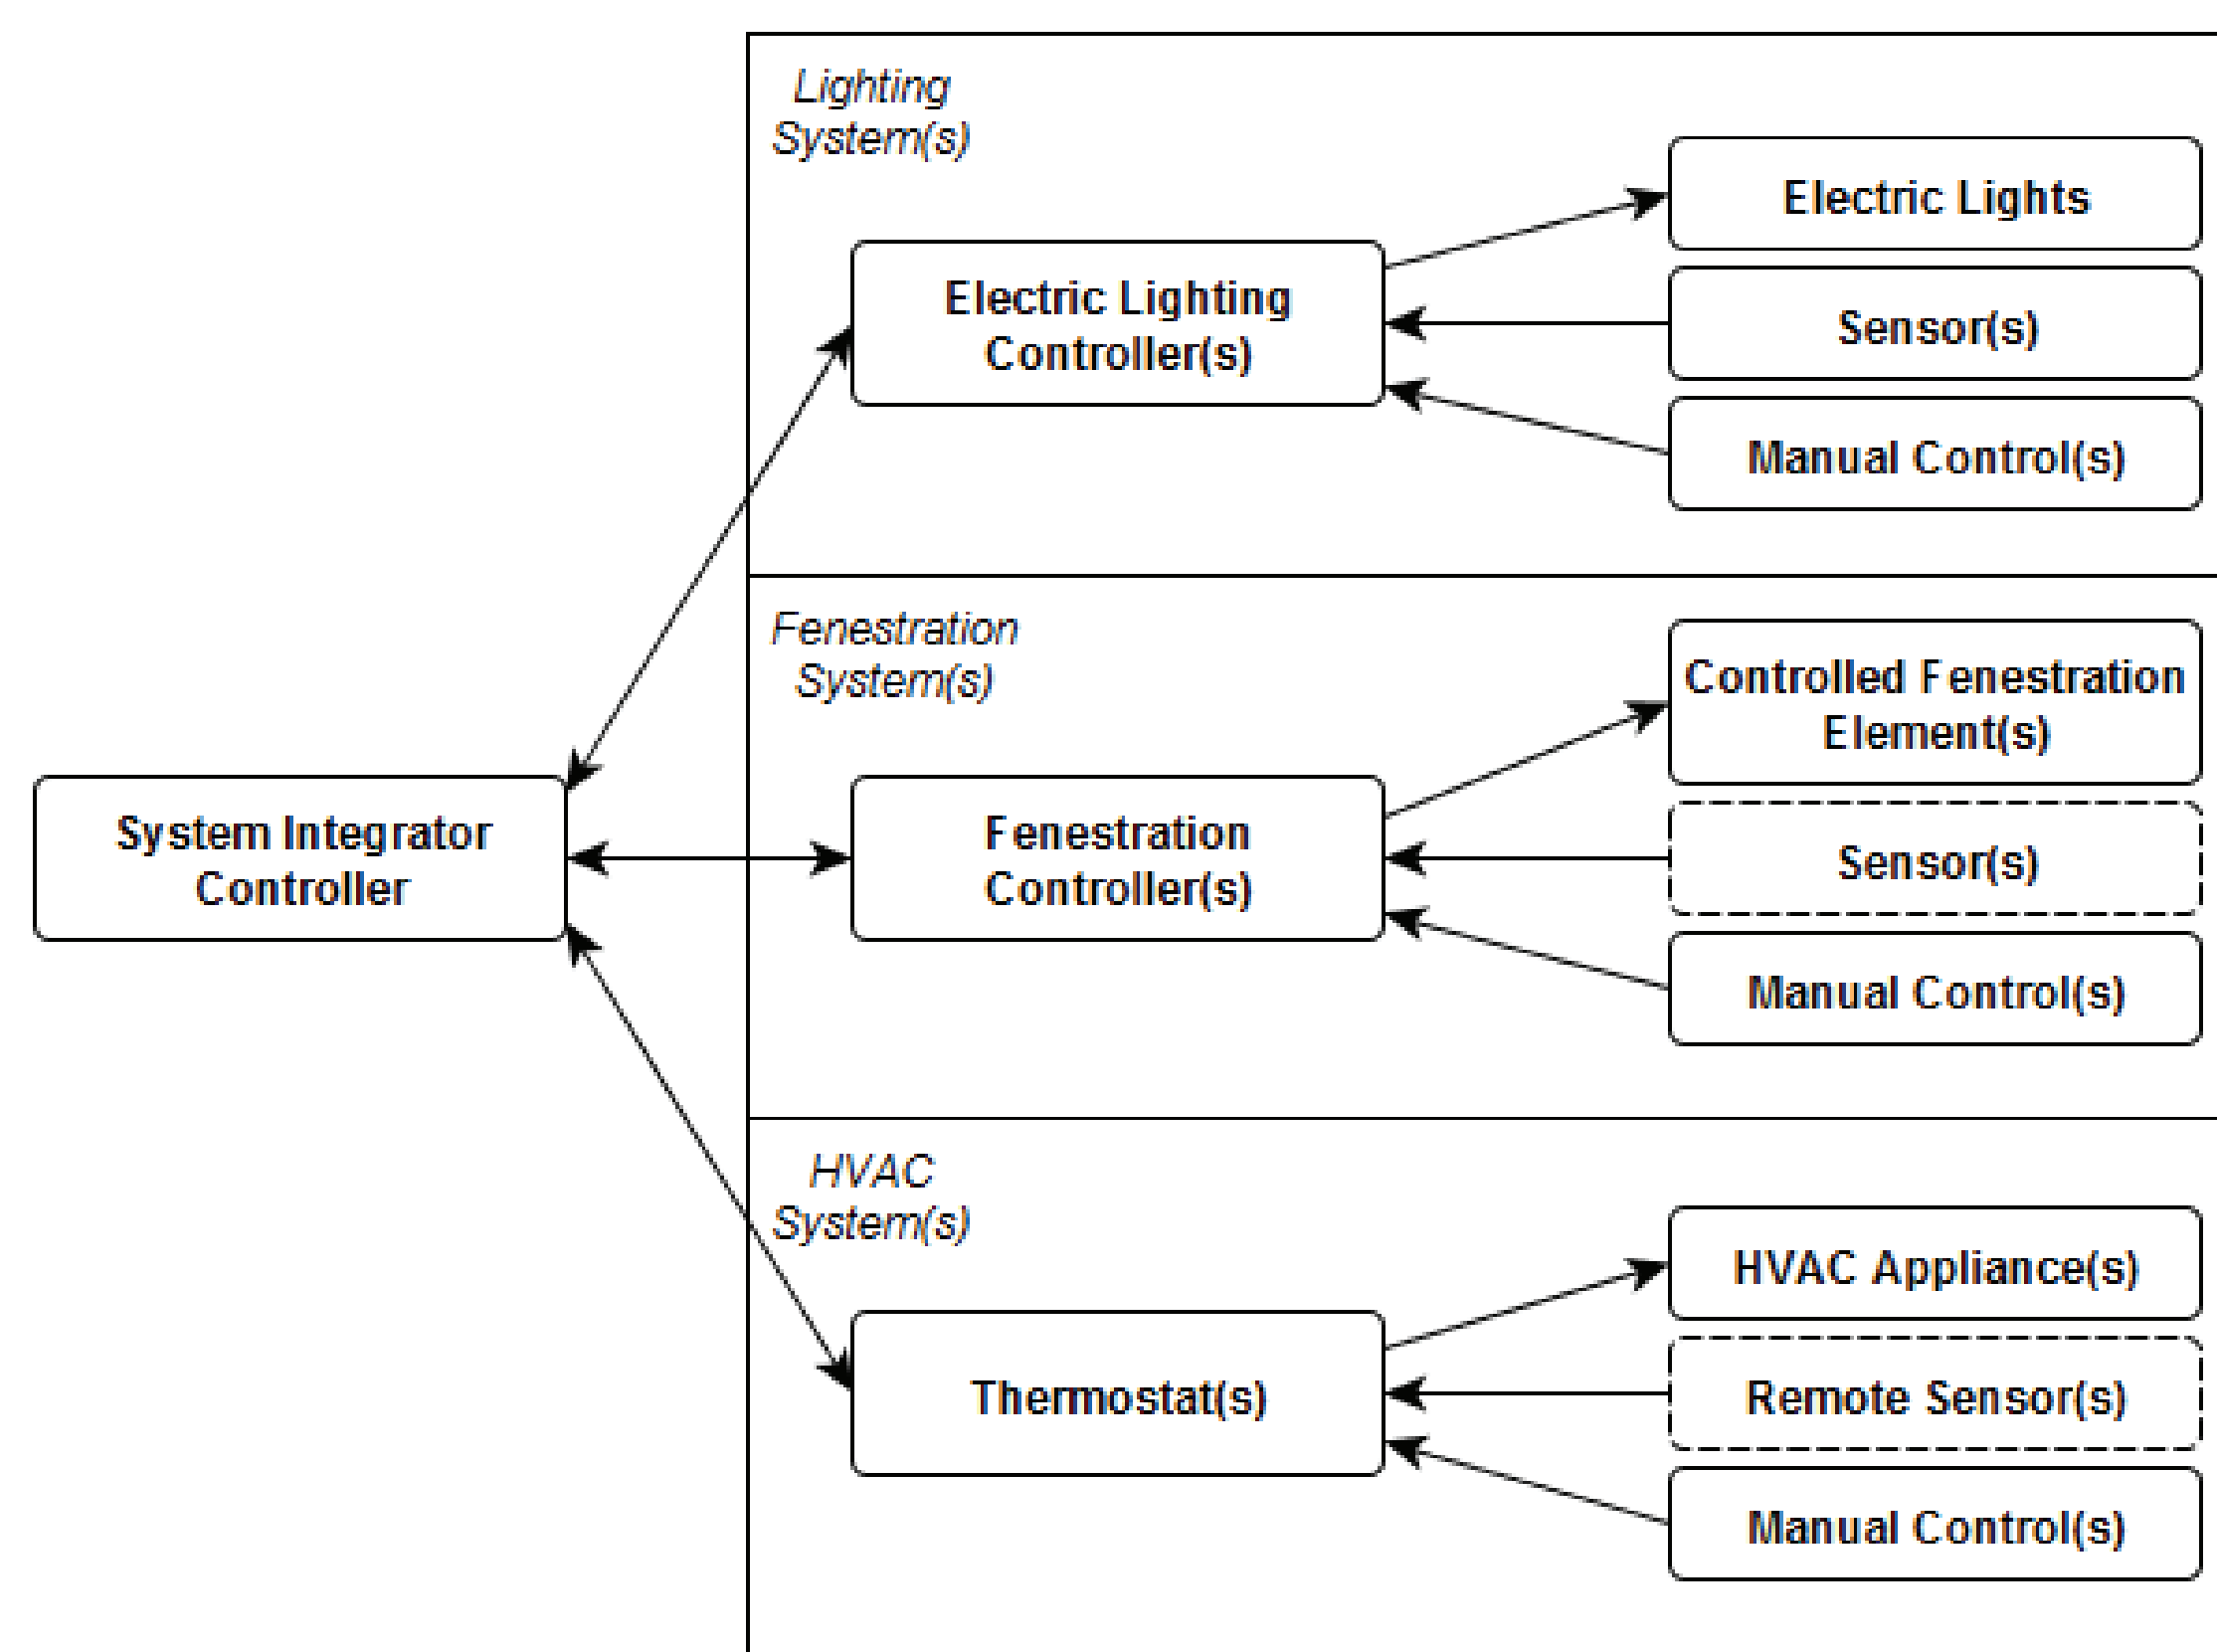 Lighting
System(s)
Electric Lights
Electric Lighting
Controller(s)
Sensor(s)
Manual Control(s)
Fenestration
System(s)
Controlled Fenestration
Element(s)
System Integrator
Controller
Fenestration
Controller(s)
Sensor(s)
Manual Control(s)
HVAC
System(s)
HVAC Appliance(s)
Thermostat(s)
Remote Sensor(s)
Manual Control(s)